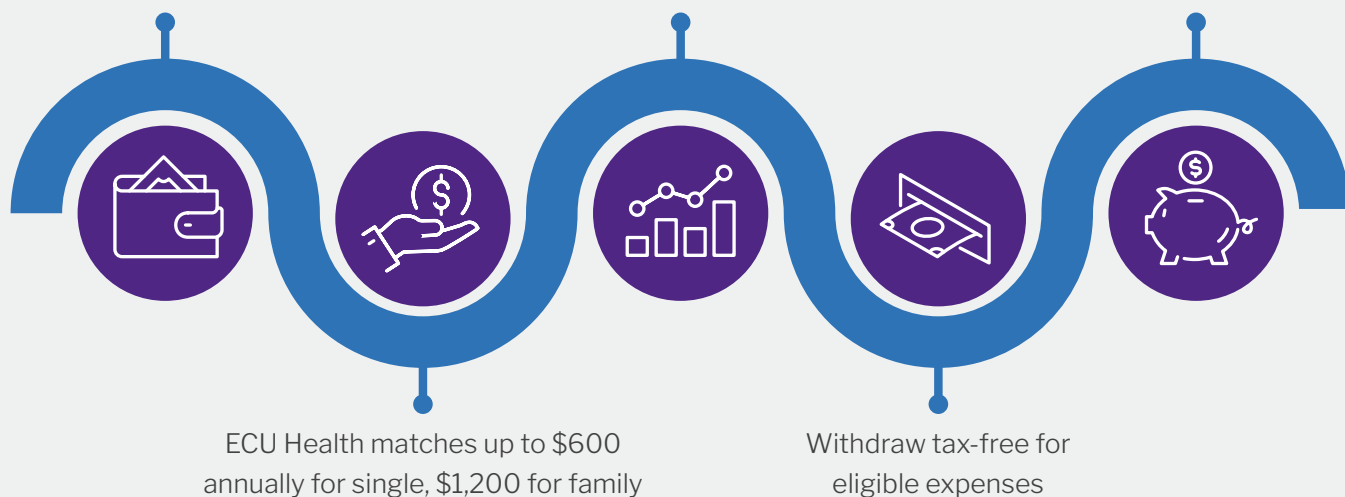 ECU Health matches up to $600
annually for single, $1,200 for family
Withdraw tax-free for
eligible expenses
$
$